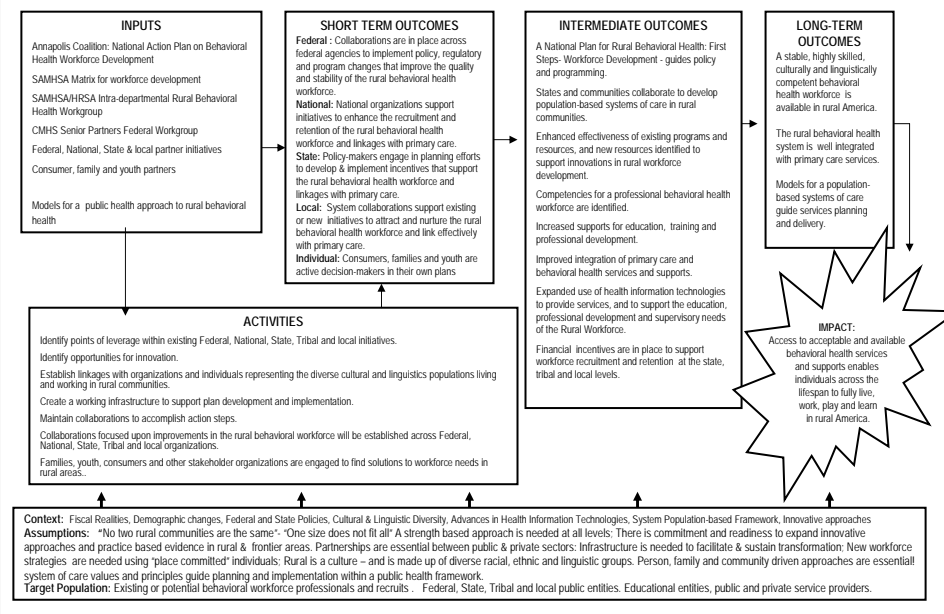 INPUTS
Annapolis Coalition: National Action Plan on Behavioral
Health Workforce Development
SAMHSA Matrix for workforce development
SAMHSA/HRSA Intra-departmental Rural Behavioral
Health Workgroup
CMHS Senior Partners Federal Workgroup
Federal, National, State & local partner initiatives
Consumer, family and youth partners
Models for a public health approach to rural behavioral
health
SHORT TERM OUTCOMES
Federal : Collaborations are in place across
federal agencies to implement policy, regulatory
and program changes that improve the quality
and stability of the rural behavioral health
workforce.
National: National organizations support
initiatives to enhance the recruitment and
retention of the rural behavioral health
workforce and linkages with primary care.
State: Policy-makers engage in planning efforts
to develop & implement incentives that support
the rural behavioral health workforce and
linkages with primary care.
Local: System collaborations support existing
or new initiatives to attract and nurture the rural
behavioral health workforce and link effectively
with primary care.
Individual: Consumers, families and youth are
active decision-makers in their own plans
INTERMEDIATE OUTCOMES
A National Plan for Rural Behavioral Health: First
Steps- Workforce Development - guides policy
and programming.
States and communities collaborate to develop
population-based systems of care in rural
communities.
Enhanced effectiveness of existing programs and
resources, and new resources identified to
support innovations in rural workforce
development.
Competencies for a professional behavioral health
workforce are identified.
Increased supports for education, training and
professional development.
Improved integration of primary care and
behavioral health services and supports.
Expanded use of health information technologies
to provide services, and to support the education,
professional development and supervisory needs
of the Rural Workforce.
Financial incentives are in place to support
workforce recruitment and retention at the state,
tribal and local levels.
LONG-TERM
OUTCOMES
A stable, highly skilled,
culturally and linguistically
competent behavioral
health workforce is
available in rural America.
The rural behavioral health
system is well integrated
with primary care services.
Models for a population-
based systems of care
guide services planning
and delivery.
IMPACT:
Access to acceptable and available
behavioral health services
and supports enables
individuals across the
lifespan to fully live,
work, play and learn
in rural America.
ACTIVITIES
Identify points of leverage within existing Federal, National, State, Tribal and local initiatives.
Identify opportunities for innovation.
Establish linkages with organizations and individuals representing the diverse cultural and linguistics populations living
and working in rural communities.
Create a working infrastructure to support plan development and implementation.
Maintain collaborations to accomplish action steps.
Collaborations focused upon improvements in the rural behavioral workforce will be established across Federal,
National, State, Tribal and local organizations.
Families, youth, consumers and other stakeholder organizations are engaged to find solutions to workforce needs in
rural areas..
Context: Fiscal Realities, Demographic changes, Federal and State Policies, Cultural & Linguistic Diversity, Advances in Health Information Technologies, System Population-based Framework, Innovative approaches
Assumptions: "No two rural communities are the same"- "One size does not fit all" A strength based approach is needed at all levels; There is commitment and readiness to expand innovative
approaches and practice based evidence in rural & frontier areas. Partnerships are essential between public & private sectors: Infrastructure is needed to facilitate & sustain transformation; New workforce
strategies are needed using "place committed" individuals; Rural is a culture – and is made up of diverse racial, ethnic and linguistic groups. Person, family and community driven approaches are essential!
system of care values and principles guide planning and implementation within a public health framework.
Target Population: Existing or potential behavioral workforce professionals and recruits . Federal, State, Tribal and local public entities. Educational entities, public and private service providers.